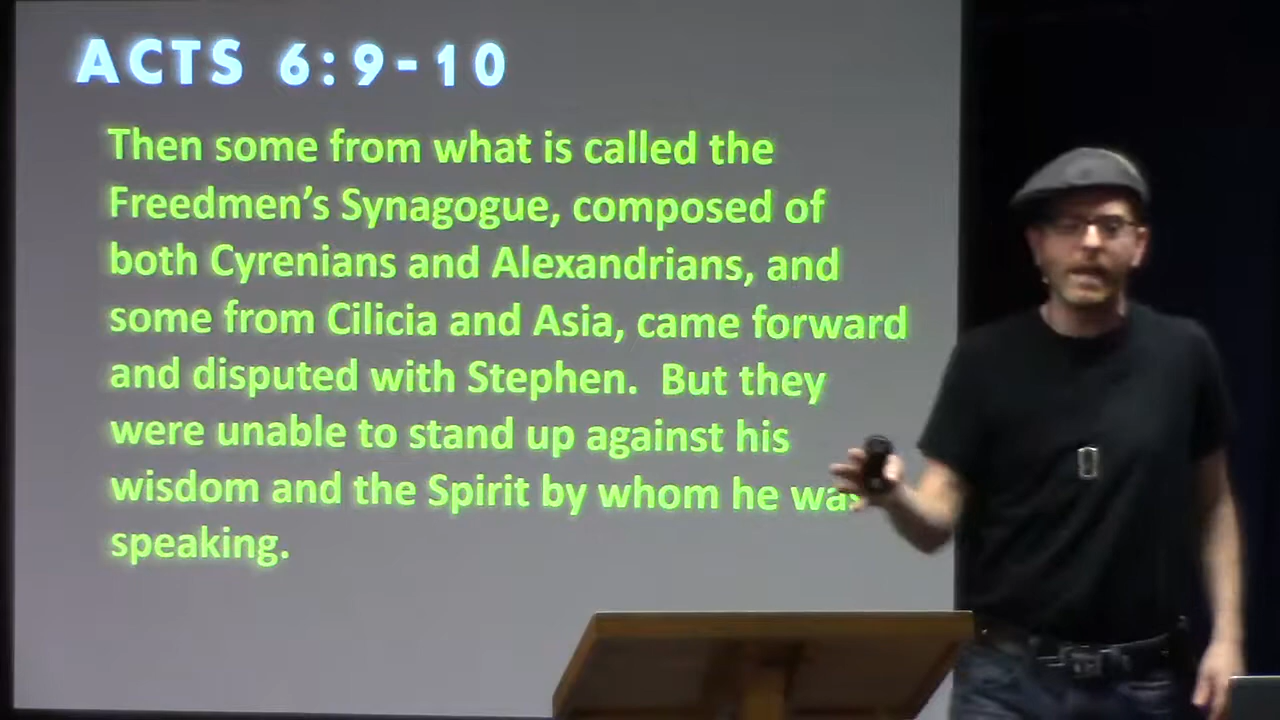 ACTS 6:9-10
Then some from what is called the
Freedmen's Synagogue, composed of
both Cyrenians and Alexandrians, and
some from Cilicia and Asia, came forward
and disputed with Stephen.  But they
were unable to stand up against his
wisdom and the Spirit by whom he was
speaking.